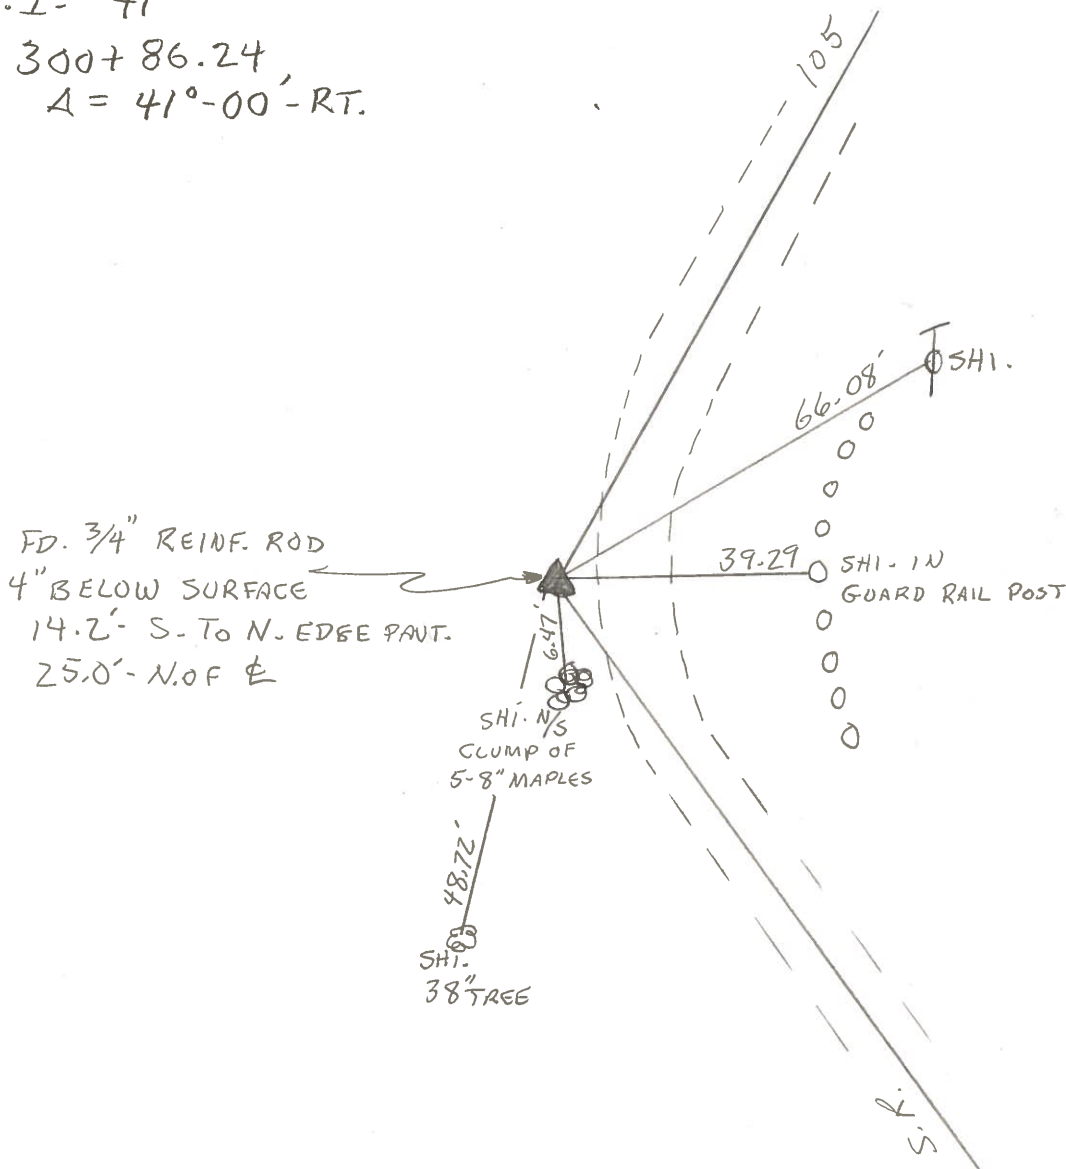 300+86.24
Δ = 41°-00'-RT.
105
66.08'
SHI.
39.29
SHI. IN
GUARD RAIL POST
FD. 3/4" REINF. ROD
4" BELOW SURFACE
14.2'- S. TO N. EDGE PAVT.
25.0'- N. OF ℄
6.47'
SHI. N/S
CLUMP OF
5-8" MAPLES
48.72'
SHI.
38" TREE
S.R.